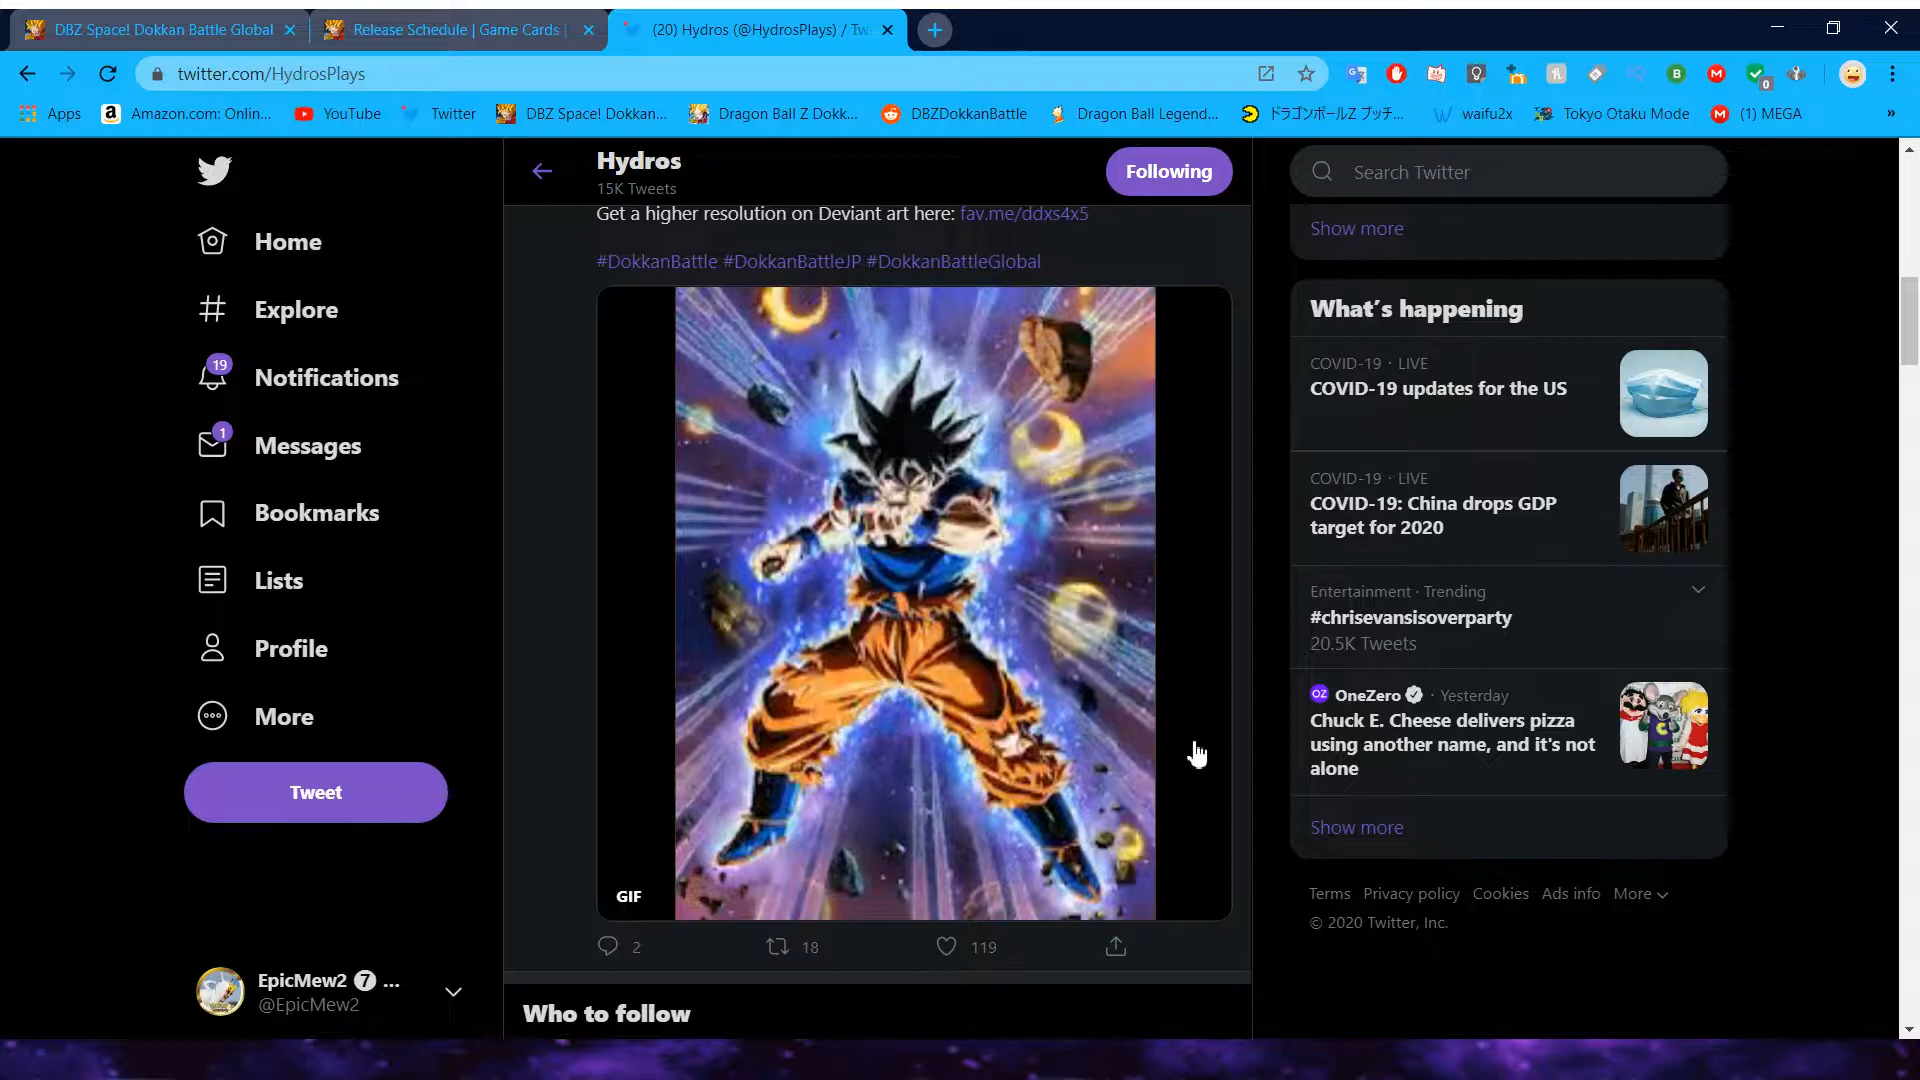 DBZ Space! Dokkan Battle Global
Release Schedule | Game Cards |
(20) Hydros (@HydrosPlays) / Tw
twitter.com/HydrosPlays
Apps
Amazon.com: Onlin...
YouTube
Twitter
DBZ Space! Dokkan...
Dragon Ball Z Dokk...
DBZDokkanBattle
Dragon Ball Legend...
ドラゴンボールZ ブッチ...
waifu2x
Tokyo Otaku Mode
(1) MEGA
»
Hydros
15K Tweets
Following
Search Twitter
Home
Explore
19
Notifications
1
Messages
Bookmarks
Lists
Profile
More
Tweet
EpicMew2 7 ...
@EpicMew2
Get a higher resolution on Deviant art here: fav.me/ddxs4x5
#DokkanBattle #DokkanBattleJP #DokkanBattleGlobal
GIF
2
18
119
Who to follow
Show more
What's happening
COVID-19 · LIVE
COVID-19 updates for the US
COVID-19 · LIVE
COVID-19: China drops GDP
target for 2020
Entertainment · Trending
#chrisevansisoverparty
20.5K Tweets
OZ OneZero · Yesterday
Chuck E. Cheese delivers pizza
using another name, and it's not
alone
Show more
Terms Privacy policy Cookies Ads info More
© 2020 Twitter, Inc.